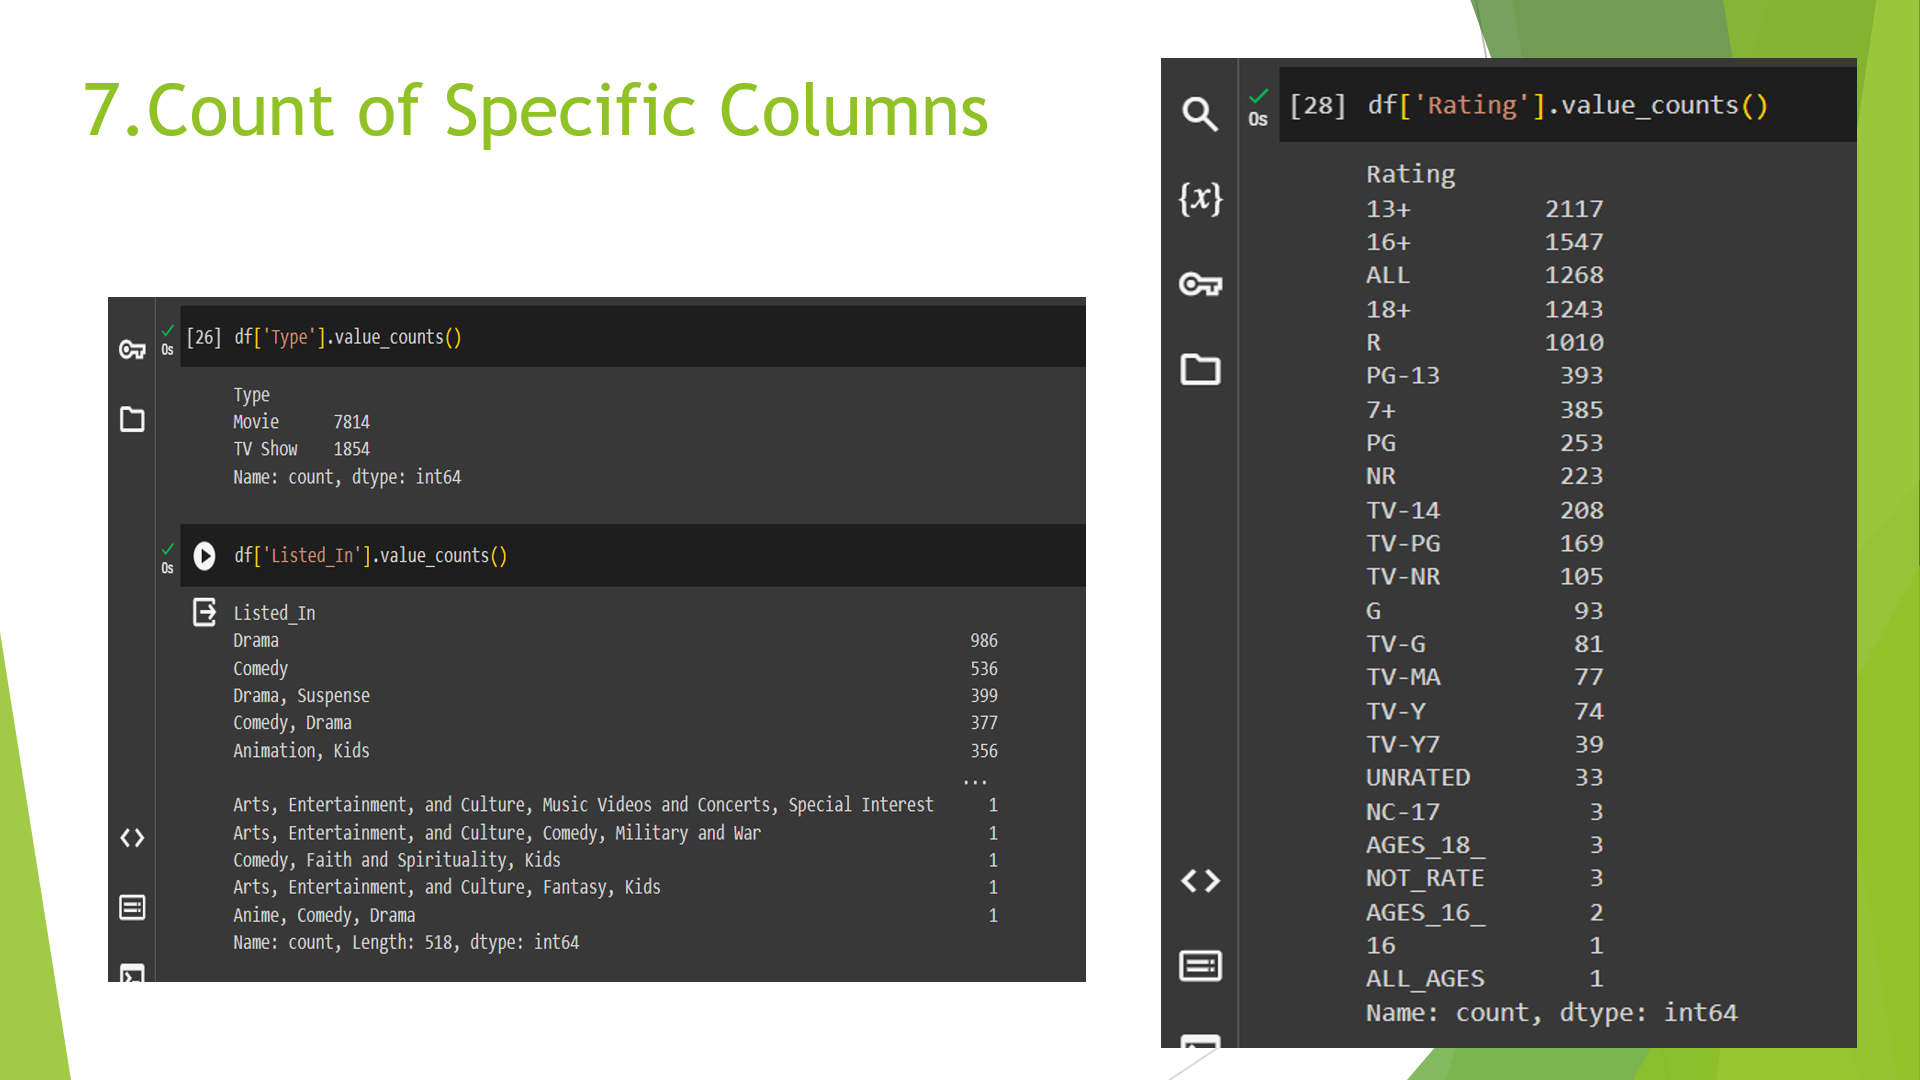 7.Count of Specific Columns
0s
[26] df['Type'].value_counts()
Type
Movie 7814
TV Show 1854
Name: count, dtype: int64
0s
df['Listed_In'].value_counts()
Listed_In
Drama 986
Comedy 536
Drama, Suspense 399
Comedy, Drama 377
Animation, Kids 356
...
Arts, Entertainment, and Culture, Music Videos and Concerts, Special Interest 1
Arts, Entertainment, and Culture, Comedy, Military and War 1
Comedy, Faith and Spirituality, Kids 1
Arts, Entertainment, and Culture, Fantasy, Kids 1
Anime, Comedy, Drama 1
Name: count, Length: 518, dtype: int64
{x}
0s
[28] df['Rating'].value_counts()
Rating
13+ 2117
16+ 1547
ALL 1268
18+ 1243
R 1010
PG-13 393
7+ 385
PG 253
NR 223
TV-14 208
TV-PG 169
TV-NR 105
G 93
TV-G 81
TV-MA 77
TV-Y 74
TV-Y7 39
UNRATED 33
NC-17 3
AGES_18_ 3
NOT_RATE 3
AGES_16_ 2
16 1
ALL_AGES 1
Name: count, dtype: int64